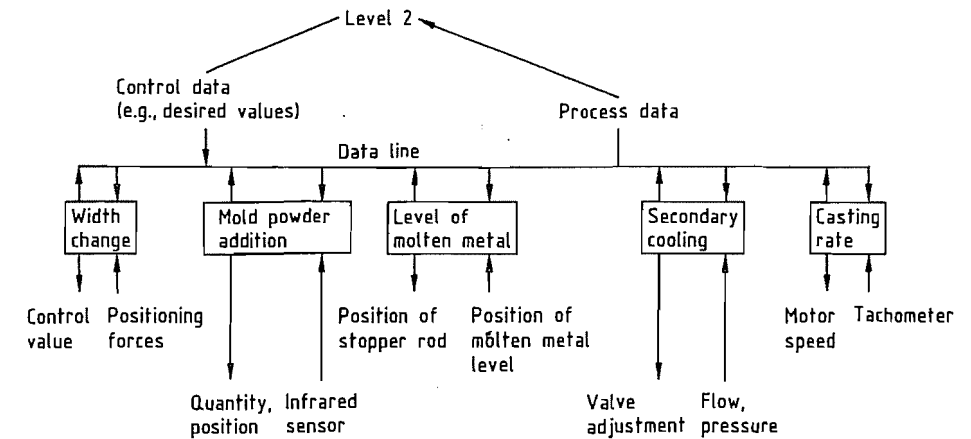 Level 2
Control data
(e.g., desired values)
Process data
Data line
Width
change
Mold powder
addition
Level of
molten metal
Secondary
cooling
Casting
rate
Control
value
Positioning
forces
Position of
stopper rod
Position of
molten metal
level
Motor
speed
Tachometer
Quantity,
position
Infrared
sensor
Valve
adjustment
Flow,
pressure